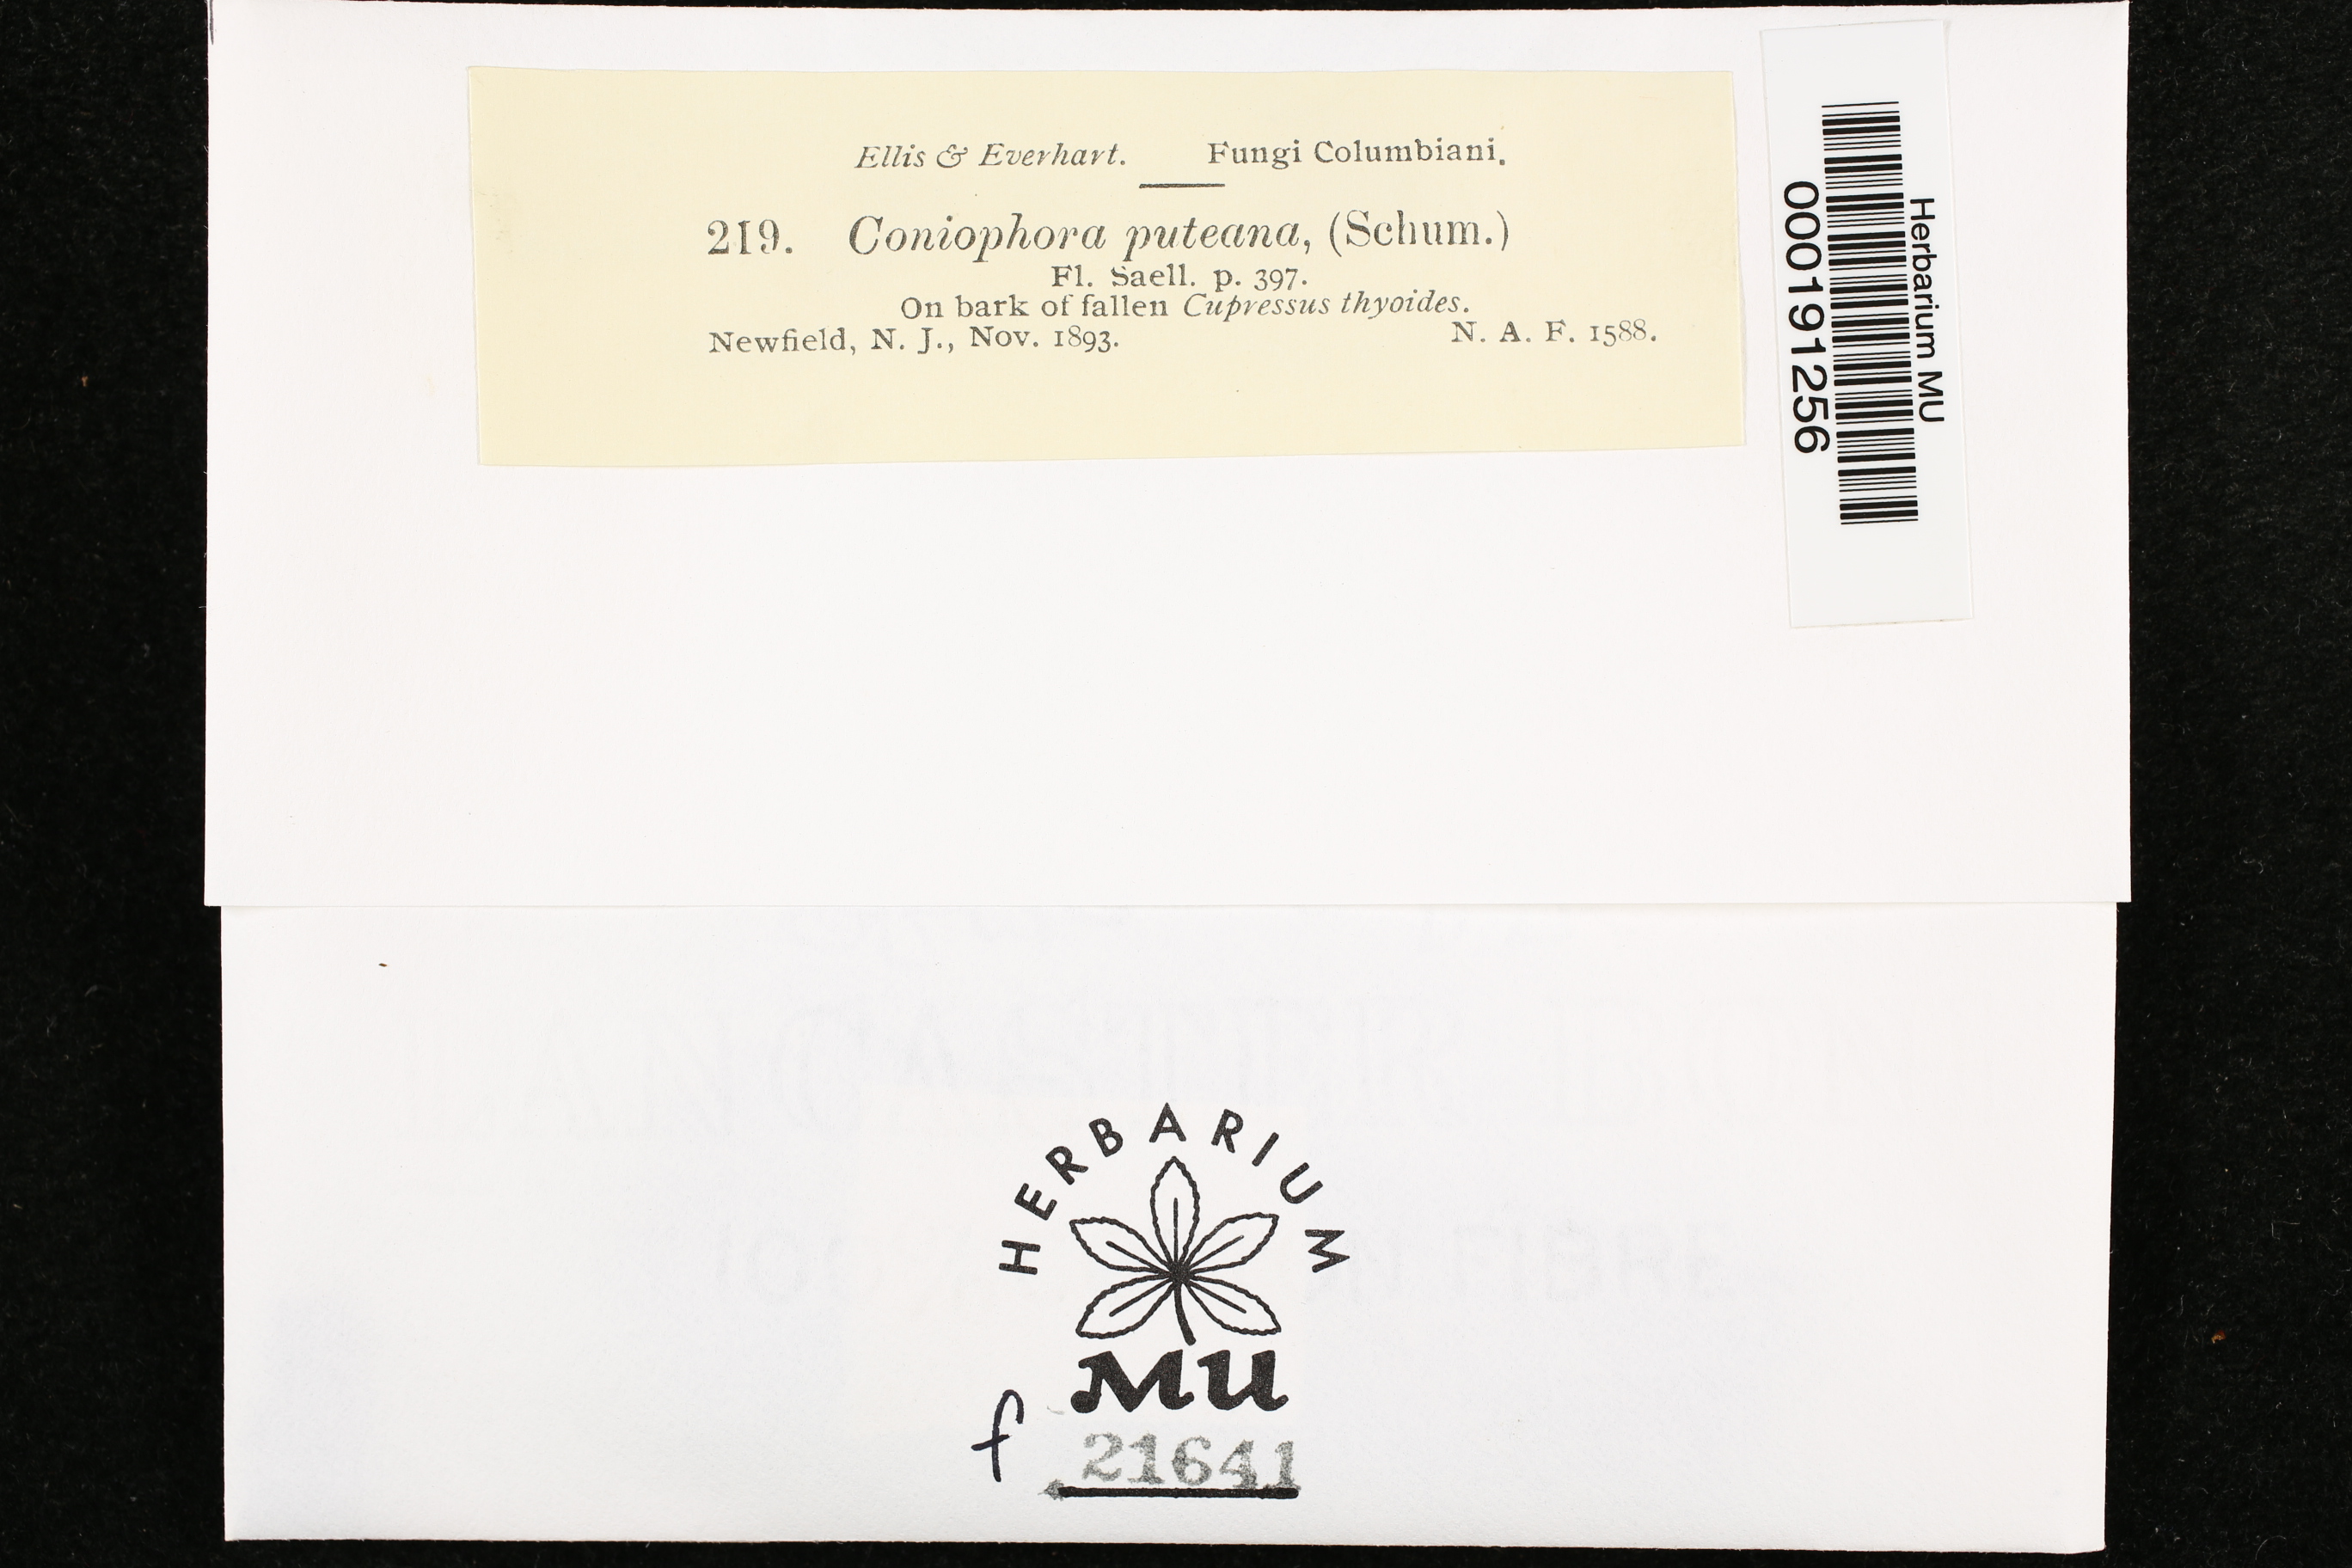 Ellis & Everhart. Fungi Columbiani.
219. Coniophora puteana, (Schum.)
Fl. Saell. p. 397.
On bark of fallen Cupressus thyoides.
Newfield, N. J., Nov. 1893. N. A. F. 1588.
Herbarium MU
000191256
HERBARIUM
MU
f 21641